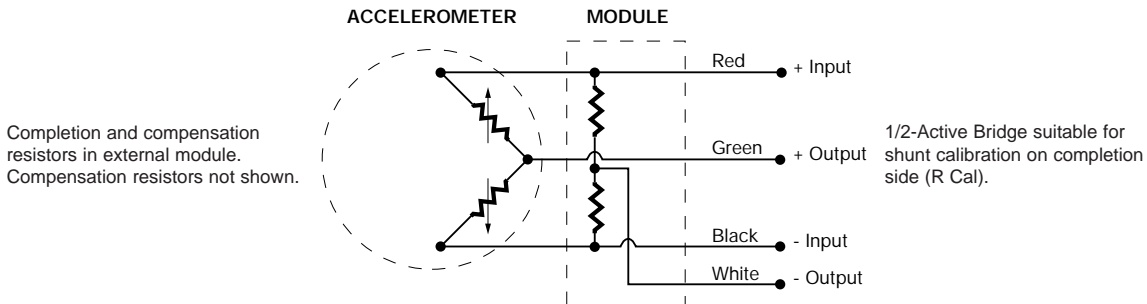 ACCELEROMETER
MODULE
Completion and compensation
resistors in external module.
Compensation resistors not shown.
Red
+ Input
Green
+ Output
Black
- Input
White
- Output
1/2-Active Bridge suitable for
shunt calibration on completion
side (R Cal).